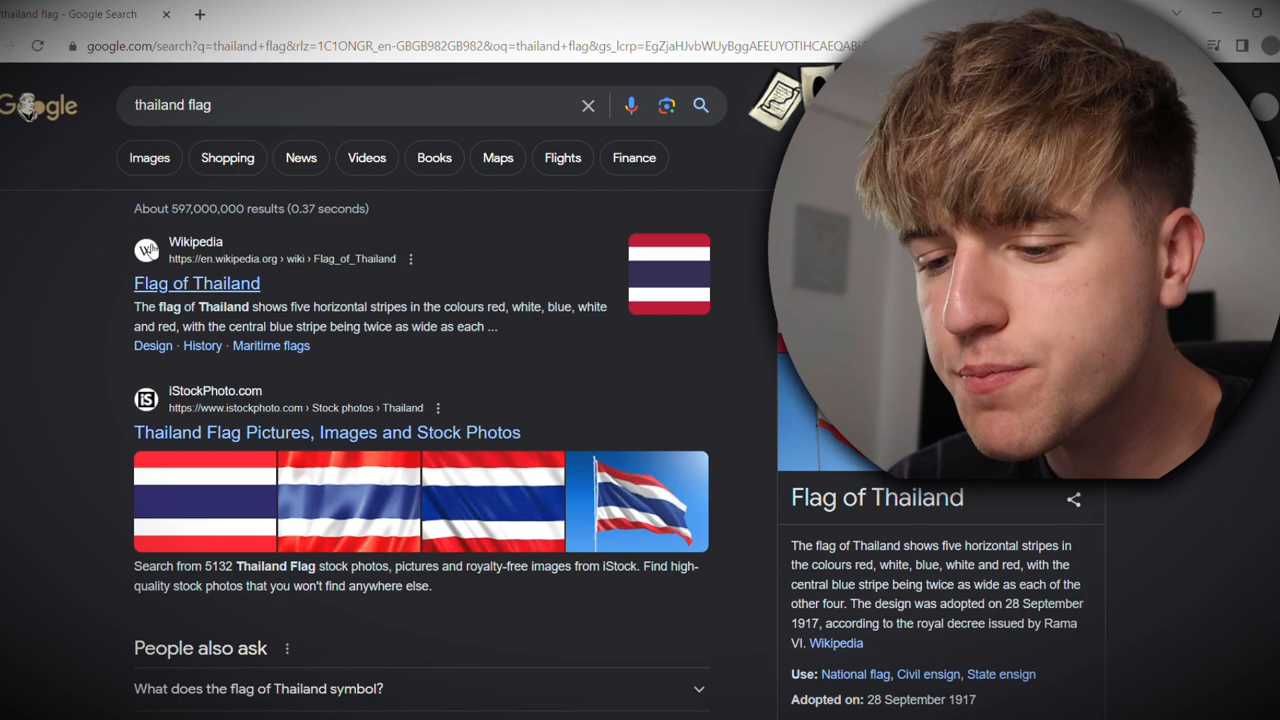 thailand flag - Google Search
google.com/search?q=thailand+flag&rlz=1C1ONGR_en-GBGB982GB982&oq=thailand+flag&gs_lcrp=EgZjaHJvbWUyBggAEEUYOTIHCAEQABi
Google
thailand flag
Images Shopping News Videos Books Maps Flights Finance
About 597,000,000 results (0.37 seconds)
Wikipedia
https://en.wikipedia.org › wiki › Flag_of_Thailand
Flag of Thailand
The flag of Thailand shows five horizontal stripes in the colours red, white, blue, white
and red, with the central blue stripe being twice as wide as each ...
Design · History · Maritime flags
iS
iStockPhoto.com
https://www.istockphoto.com › Stock photos › Thailand
Thailand Flag Pictures, Images and Stock Photos
Search from 5132 Thailand Flag stock photos, pictures and royalty-free images from iStock. Find high-
quality stock photos that you won't find anywhere else.
People also ask
What does the flag of Thailand symbol?
Flag of Thailand
The flag of Thailand shows five horizontal stripes in
the colours red, white, blue, white and red, with the
central blue stripe being twice as wide as each of the
other four. The design was adopted on 28 September
1917, according to the royal decree issued by Rama
VI. Wikipedia
Use: National flag, Civil ensign, State ensign
Adopted on: 28 September 1917